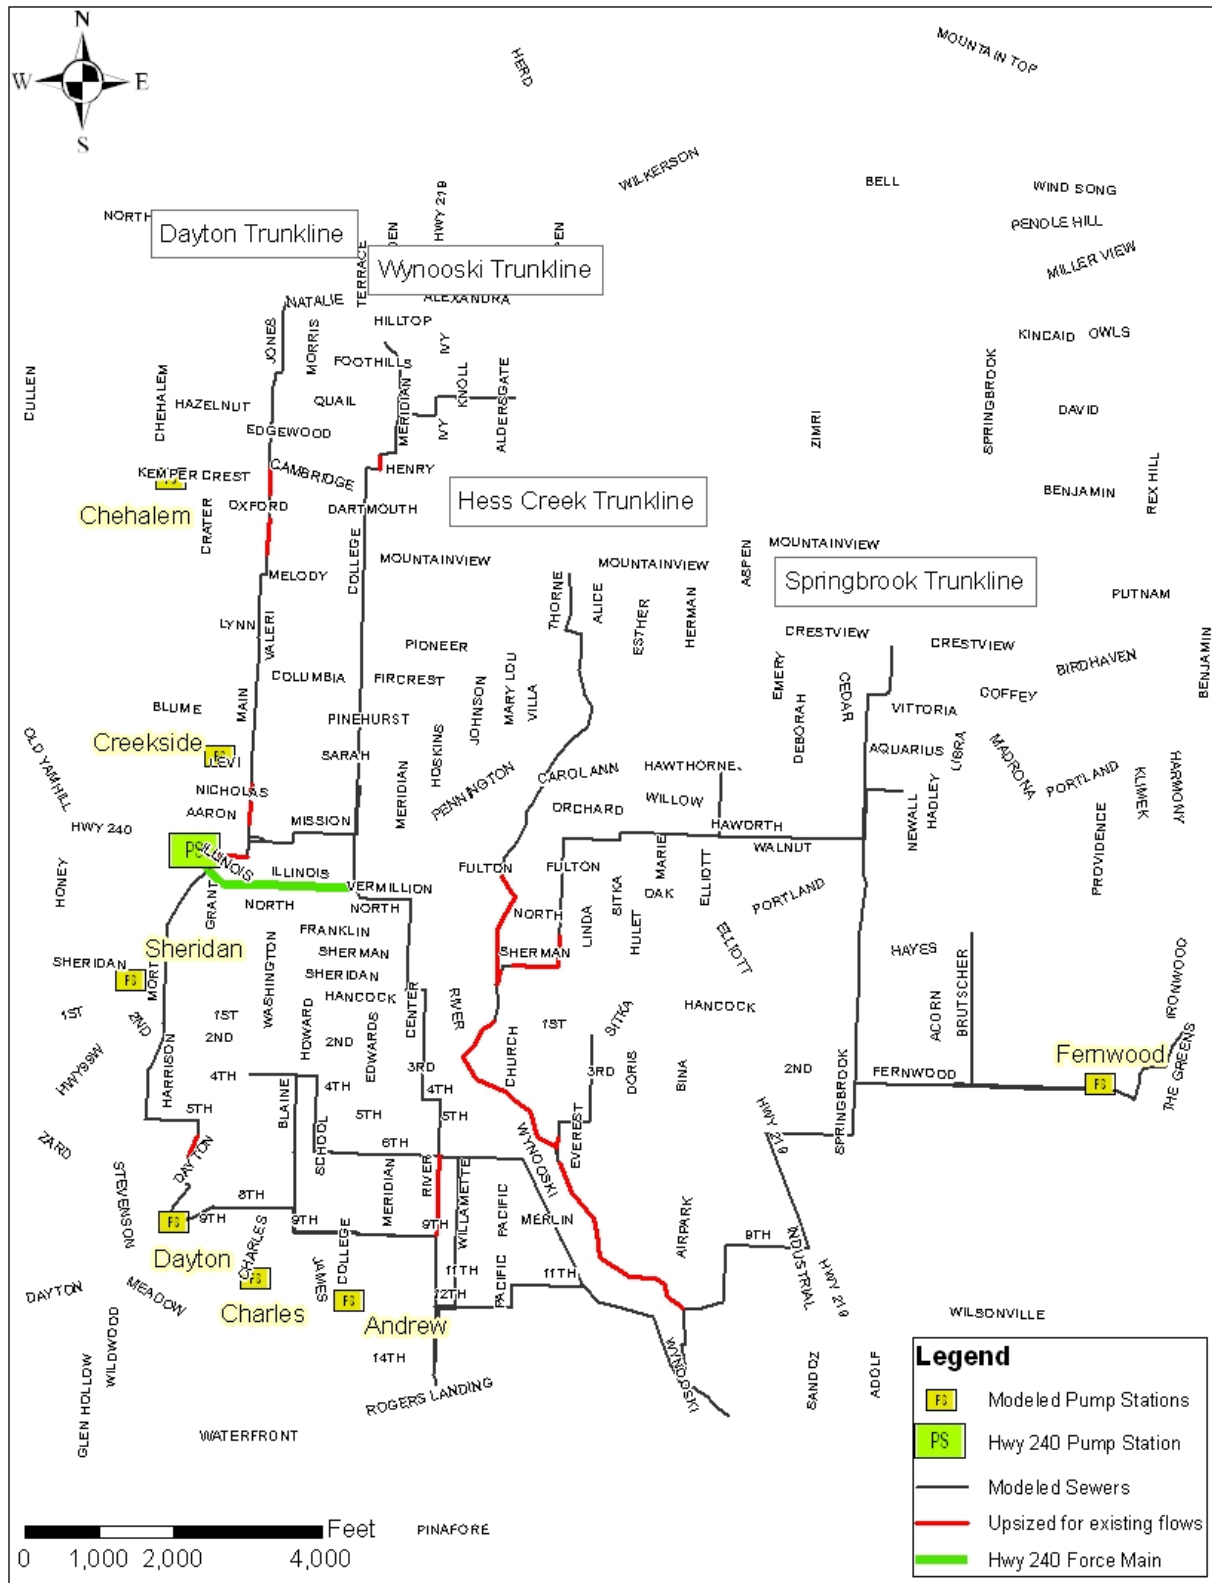 N
W
E
S
HERD
MOUNTAIN TOP
WILKERSON
BELL
WIND SONG
PENDLE HILL
MILLER VIEW
NORTH
HWY 219
Dayton Trunkline
TERRACE
Wynooski Trunkline
NATALIE
ALEXANDRA
HILLTOP
JONES
MORRIS
IVY
FOOTHILLS
KINCAID
OWLS
CULLEN
CHEHALEM
HAZELNUT
QUAIL
MERIDIAN
KNOLL
ALDERSGATE
SPRINGBROOK
DAVID
EDGEWOOD
IVY
ZIMRI
KEMPER CREST
CAMBRIDGE
HENRY
Chehalem
CRATER
OXFORD
DARTMOUTH
Hess Creek Trunkline
BENJAMIN
REX HILL
COLLEGE
MOUNTAINVIEW
MOUNTAINVIEW
ASPEN
MOUNTAINVIEW
MELODY
THORNE
ALICE
Springbrook Trunkline
PUTNAM
LYNN
VALERI
ESTHER
HERMAN
CRESTVIEW
CRESTVIEW
PIONEER
BIRDHAVEN
BENJAMIN
COLUMBIA
FIRCREST
JOHNSON
MARY LOU
VILLA
EMERY
CEDAR
COFFEY
BLUME
MAIN
PINEHURST
DEBORAH
VITTORIA
OLD YAMHILL
Creekside
PS
LEVI
SARAH
HOSKINS
AQUARIUS
LIBRA
MADRONA
PORTLAND
KLIMEK
HARMONY
NICHOLAS
MERIDIAN
PENNINGTON
CAROLANN
HAWTHORNE
AARON
MISSION
ORCHARD
WILLOW
NEWALL
HADLEY
PROVIDENCE
HWY 240
HAWORTH
PS
ILLINOIS
ILLINOIS
MARIE
WALNUT
HONEY
GRANT
VERMILLION
FULTON
FULTON
SITKA
OAK
ELLIOTT
PORTLAND
NORTH
NORTH
NORTH
LINDA
HULET
Sheridan
FRANKLIN
SHERMAN
SHERMAN
ELLIOTT
HAYES
SHERIDAN
PS
MORT
WASHINGTON
SHERIDAN
HANCOCK
CENTER
RIVER
HANCOCK
ACORN
BRUTSCHER
IRONWOOD
1ST
2ND
1ST
2ND
HOWARD
2ND
EDWARDS
1ST
SITKA
HWY99W
HARRISON
3RD
CHURCH
3RD
DORIS
BINA
2ND
SPRINGBROOK
FERNWOOD
Fernwood
PS
THE GREENS
4TH
BLAINE
4TH
4TH
5TH
5TH
5TH
HWY 219
ZARD
DAYTON
SCHOOL
6TH
WYNOOSKI
EVEREST
STEVENSON
8TH
MERIDIAN
RIVER
WILLAMETTE
PACIFIC
MERLIN
AIRPARK
PS
9TH
9TH
9TH
9TH
INDUSTRIAL
Dayton
CHARLES
COLLEGE
JAMES
11TH
PACIFIC
11TH
HWY 219
DAYTON
MEADOW
PS
Charles
PS
Andrew
12TH
WILSONVILLE
WILDWOOD
14TH
WYNOOSKI
SANDOZ
ADOLF
GLEN HOLLOW
ROGERS LANDING
WATERFRONT
PINAFORE
Legend
PS Modeled Pump Stations
PS Hwy 240 Pump Station
Modeled Sewers
Upsized for existing flows
Hwy 240 Force Main
Feet
0 1,000 2,000 4,000